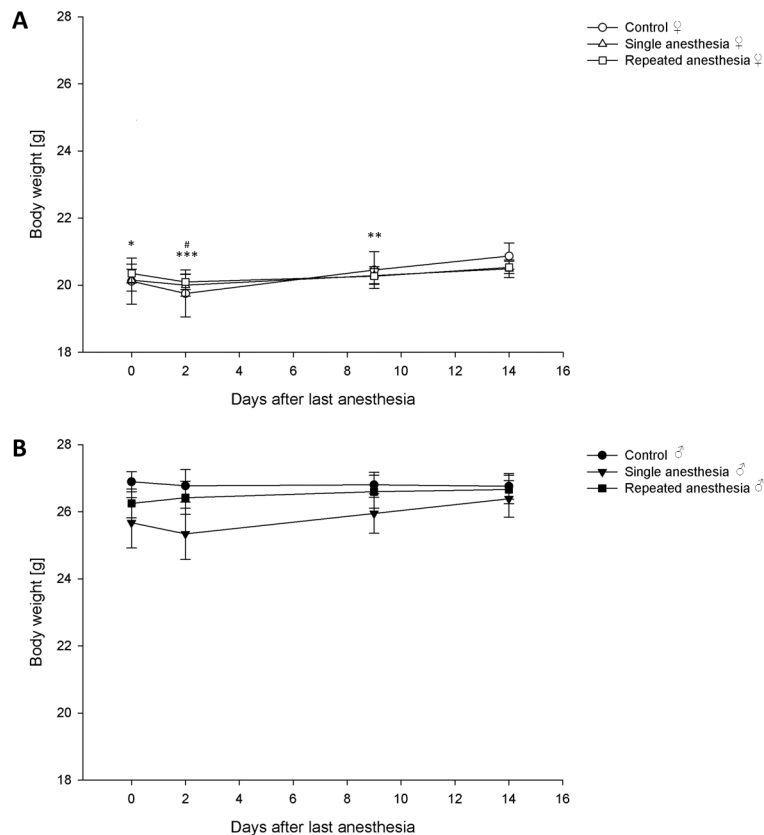 A
28
26
24
22
20
18
Body weight [g]
*
#
***
**
0 2 4 6 8 10 12 14 16
Days after last anesthesia
Control ♀
Single anesthesia ♀
Repeated anesthesia ♀
B
28
26
24
22
20
18
Body weight [g]
0 2 4 6 8 10 12 14 16
Days after last anesthesia
Control ♂
Single anesthesia ♂
Repeated anesthesia ♂